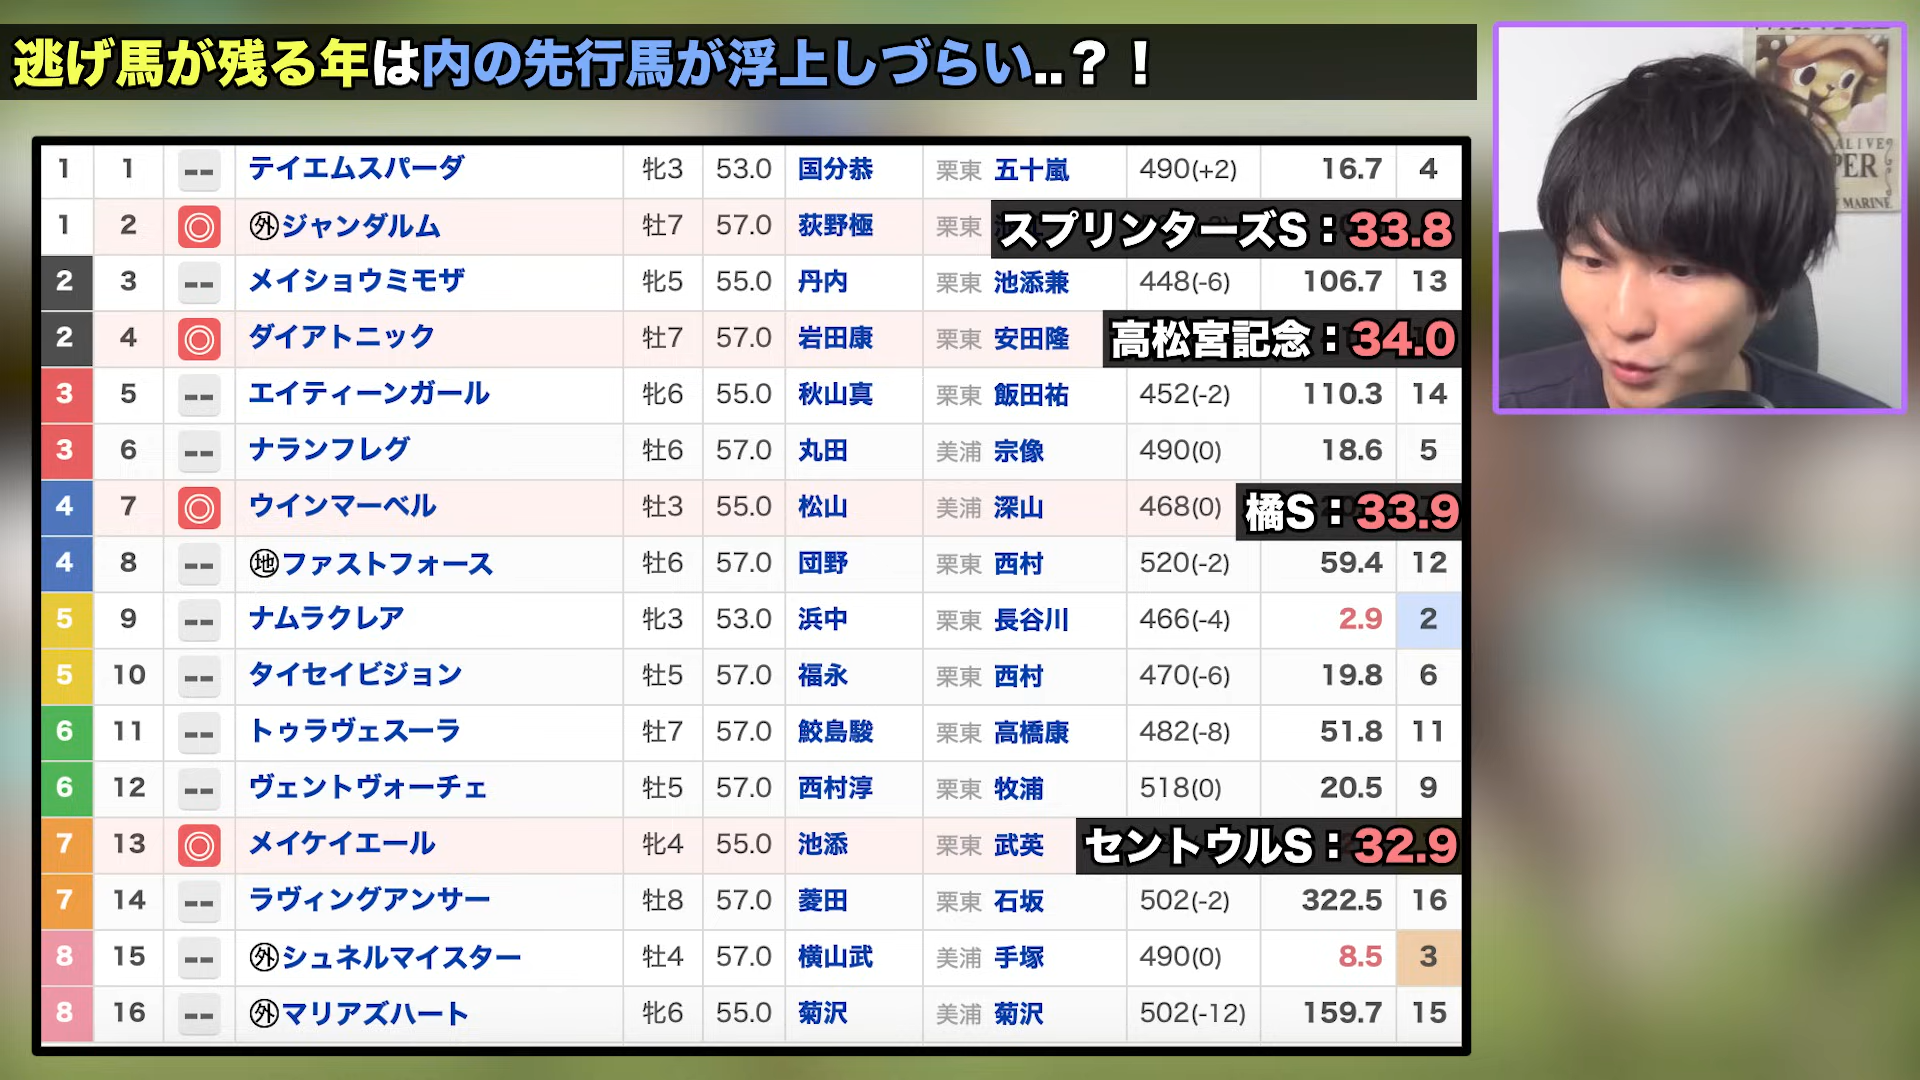 逃げ馬が残る年は内の先行馬が浮上しづらい..？！
1 1 -- テイエムスパーダ 牝3 53.0 国分恭 栗東 五十嵐 490(+2) 16.7 4
1 2 ◎ 外ジャンダルム 牡7 57.0 荻野極 栗東 スプリンターズS：33.8
2 3 -- メイショウミモザ 牝5 55.0 丹内 栗東 池添兼 448(-6) 106.7 13
2 4 ◎ ダイアトニック 牡7 57.0 岩田康 栗東 安田隆 高松宮記念：34.0
3 5 -- エイティーンガール 牝6 55.0 秋山真 栗東 飯田祐 452(-2) 110.3 14
3 6 -- ナランフレグ 牡6 57.0 丸田 美浦 宗像 490(0) 18.6 5
4 7 ◎ ウインマーベル 牡3 55.0 松山 美浦 深山 468(0) 橘S：33.9
4 8 -- 地ファストフォース 牡6 57.0 団野 栗東 西村 520(-2) 59.4 12
5 9 -- ナムラクレア 牝3 53.0 浜中 栗東 長谷川 466(-4) 2.9 2
5 10 -- タイセイビジョン 牡5 57.0 福永 栗東 西村 470(-6) 19.8 6
6 11 -- トゥラヴェスーラ 牡7 57.0 鮫島駿 栗東 高橋康 482(-8) 51.8 11
6 12 -- ヴェントヴォーチェ 牡5 57.0 西村淳 栗東 牧浦 518(0) 20.5 9
7 13 ◎ メイケイエール 牝4 55.0 池添 栗東 武英 セントウルS：32.9
7 14 -- ラヴィングアンサー 牡8 57.0 菱田 栗東 石坂 502(-2) 322.5 16
8 15 -- 外シュネルマイスター 牡4 57.0 横山武 美浦 手塚 490(0) 8.5 3
8 16 -- 外マリアズハート 牝6 55.0 菊沢 美浦 菊沢 502(-12) 159.7 15
ALIVE
PER
MARINE